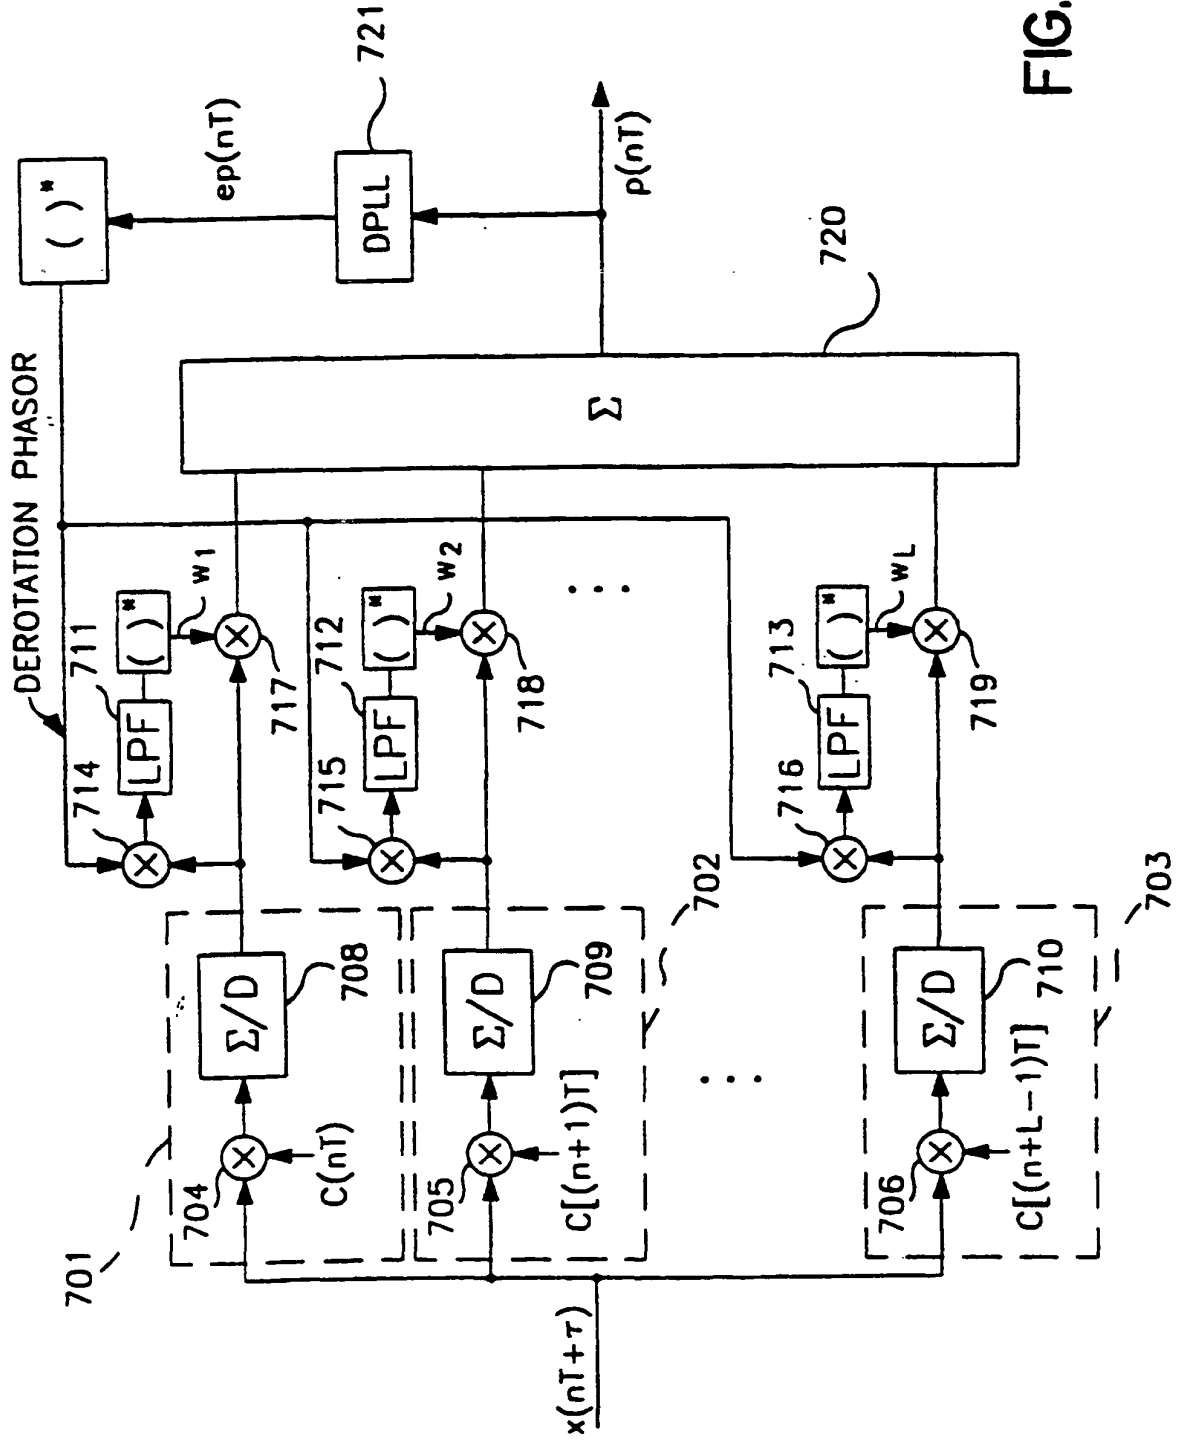 FIG.
DEROTATION PHASOR
( )*
ep(nT)
DPLL
721
p(nT)
Σ
720
701
704
C(nT)
Σ/D
708
714
LPF
711
( )*
w1
717
x(nT+τ)
705
C[(n+1)T]
Σ/D
709
702
715
LPF
712
( )*
w2
718
...
...
706
C[(n+L−1)T]
Σ/D
710
703
716
LPF
713
( )*
wL
719